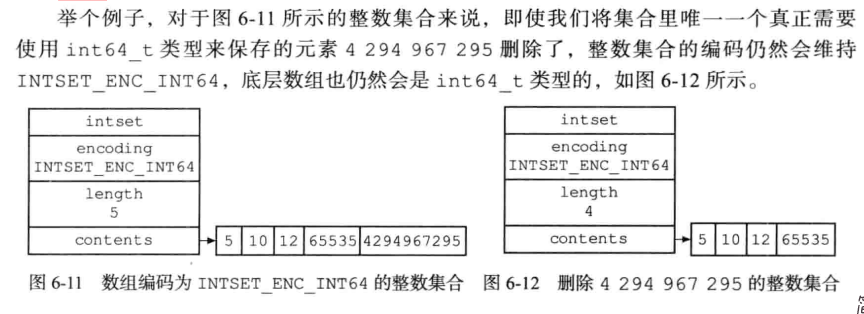 举个例子，对于图 6-11 所示的整数集合来说，即使我们将集合里唯一一个真正需要
使用 int64_t 类型来保存的元素 4 294 967 295 删除了，整数集合的编码仍然会维持
INTSET_ENC_INT64，底层数组也仍然会是 int64_t 类型的，如图 6-12 所示。
intset
encoding
INTSET_ENC_INT64
length
5
contents
5 10 12 65535 4294967295
图 6-11 数组编码为 INTSET_ENC_INT64 的整数集合
intset
encoding
INTSET_ENC_INT64
length
4
contents
5 10 12 65535
图 6-12 删除 4 294 967 295 的整数集合